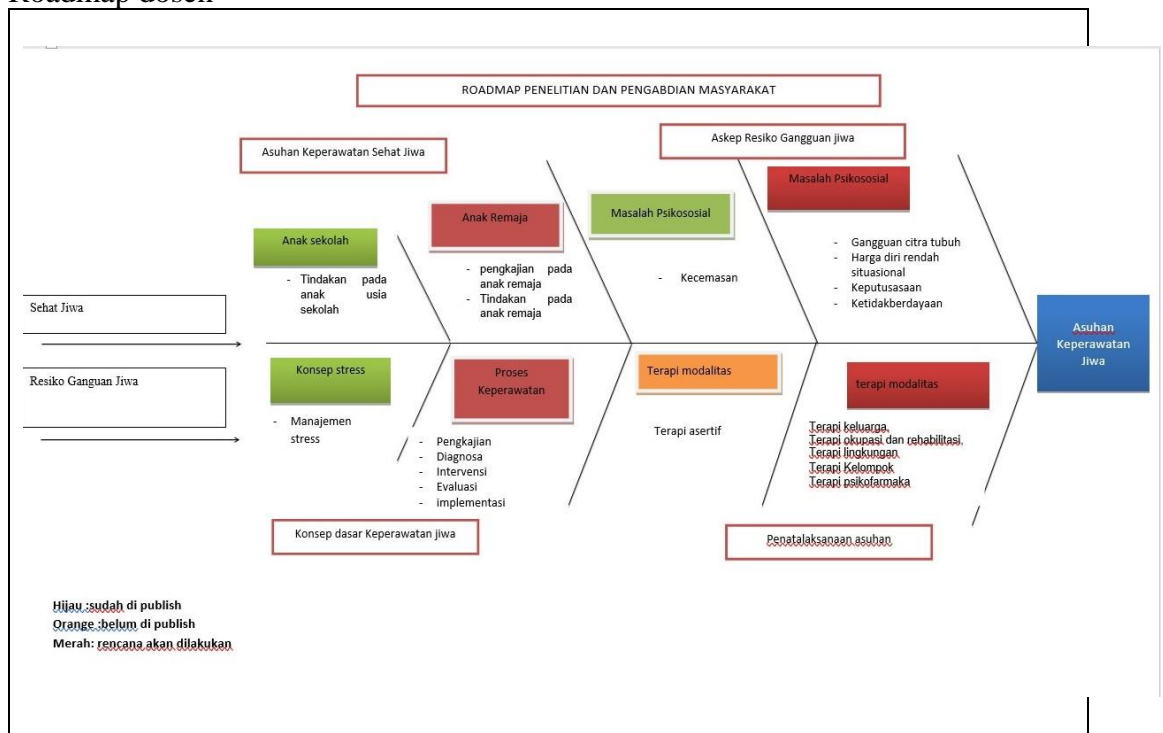 Roadmap dosen
ROADMAP PENELITIAN DAN PENGABDIAN MASYARAKAT
Asuhan Keperawatan Sehat Jiwa
Askep Resiko Gangguan jiwa
Anak sekolah
- Tindakan pada
anak usia
sekolah
Anak Remaja
- pengkajian pada
anak remaja
- Tindakan pada
anak remaja
Masalah Psikososial
- Kecemasan
Masalah Psikososial
- Gangguan citra tubuh
- Harga diri rendah
situasional
- Keputusasaan
- Ketidakberdayaan
Sehat Jiwa
Resiko Ganguan Jiwa
Asuhan
Keperawatan
Jiwa
Konsep stress
- Manajemen
stress
Proses
Keperawatan
- Pengkajian
- Diagnosa
- Intervensi
- Evaluasi
- implementasi
Terapi modalitas
Terapi asertif
terapi modalitas
Terapi keluarga,
Terapi okupasi dan rehabilitasi,
Terapi lingkungan
Terapi Kelompok
Terapi psikofarmaka
Konsep dasar Keperawatan jiwa
Penatalaksanaan asuhan
Hijau :sudah di publish
Orange :belum di publish
Merah: rencana akan dilakukan